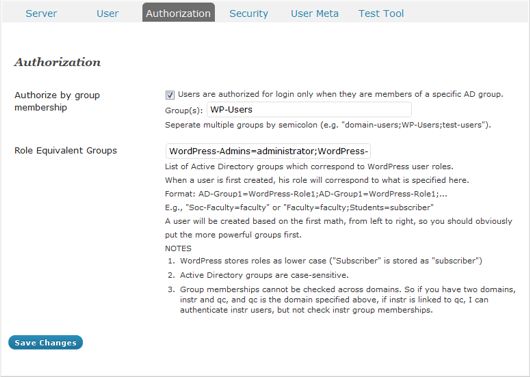 Server User Authorization Security User Meta Test Tool
Authorization
Authorize by group membership
Users are authorized for login only when they are members of a specific AD group.
Group(s): WP-Users
Seperate multiple groups by semicolon (e.g. "domain-users;WP-Users;test-users").
Role Equivalent Groups
WordPress-Admins=administrator;WordPress-
List of Active Directory groups which correspond to WordPress user roles.
When a user is first created, his role will correspond to what is specified here.
Format: AD-Group1=WordPress-Role1;AD-Group1=WordPress-Role1;...
E.g., "Soc-Faculty=faculty" or "Faculty=faculty;Students=subscriber"
A user will be created based on the first math, from left to right, so you should obviously
put the more powerful groups first.
NOTES
1. WordPress stores roles as lower case ("Subscriber" is stored as "subscriber")
2. Active Directory groups are case-sensitive.
3. Group memberships cannot be checked across domains. So if you have two domains,
instr and qc, and qc is the domain specified above, if instr is linked to qc, I can
authenticate instr users, but not check instr group memberships.
Save Changes